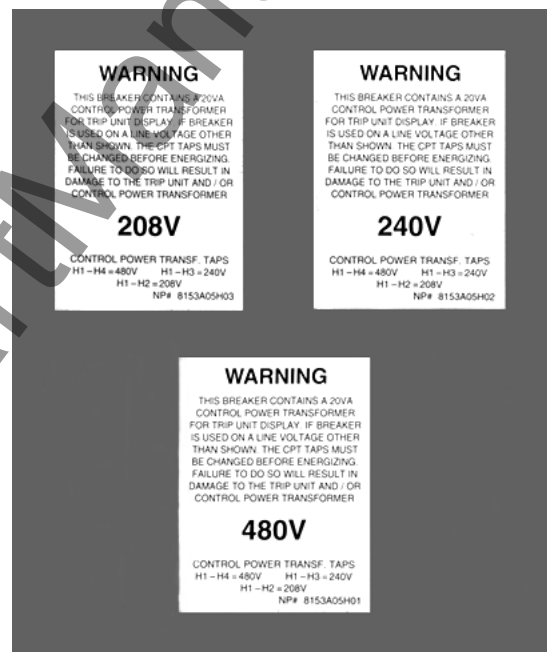 WARNING
THIS BREAKER CONTAINS A 20VA
CONTROL POWER TRANSFORMER
FOR TRIP UNIT DISPLAY. IF BREAKER
IS USED ON A LINE VOLTAGE OTHER
THAN SHOWN. THE CPT TAPS MUST
BE CHANGED BEFORE ENERGIZING.
FAILURE TO DO SO WILL RESULT IN
DAMAGE TO THE TRIP UNIT AND / OR
CONTROL POWER TRANSFORMER
208V
CONTROL POWER TRANSF. TAPS
H1 – H4 = 480V H1 – H3 = 240V
H1 – H2 = 208V
NP# 8153A05H03
WARNING
THIS BREAKER CONTAINS A 20VA
CONTROL POWER TRANSFORMER
FOR TRIP UNIT DISPLAY. IF BREAKER
IS USED ON A LINE VOLTAGE OTHER
THAN SHOWN. THE CPT TAPS MUST
BE CHANGED BEFORE ENERGIZING.
FAILURE TO DO SO WILL RESULT IN
DAMAGE TO THE TRIP UNIT AND / OR
CONTROL POWER TRANSFORMER
240V
CONTROL POWER TRANSF. TAPS
H1 – H4 = 480V H1 – H3 = 240V
H1 – H2 = 208V
NP# 8153A05H02
WARNING
THIS BREAKER CONTAINS A 20VA
CONTROL POWER TRANSFORMER
FOR TRIP UNIT DISPLAY. IF BREAKER
IS USED ON A LINE VOLTAGE OTHER
THAN SHOWN. THE CPT TAPS MUST
BE CHANGED BEFORE ENERGIZING.
FAILURE TO DO SO WILL RESULT IN
DAMAGE TO THE TRIP UNIT AND / OR
CONTROL POWER TRANSFORMER
480V
CONTROL POWER TRANSF. TAPS
H1 – H4 = 480V H1 – H3 = 240V
H1 – H2 = 208V
NP# 8153A05H01